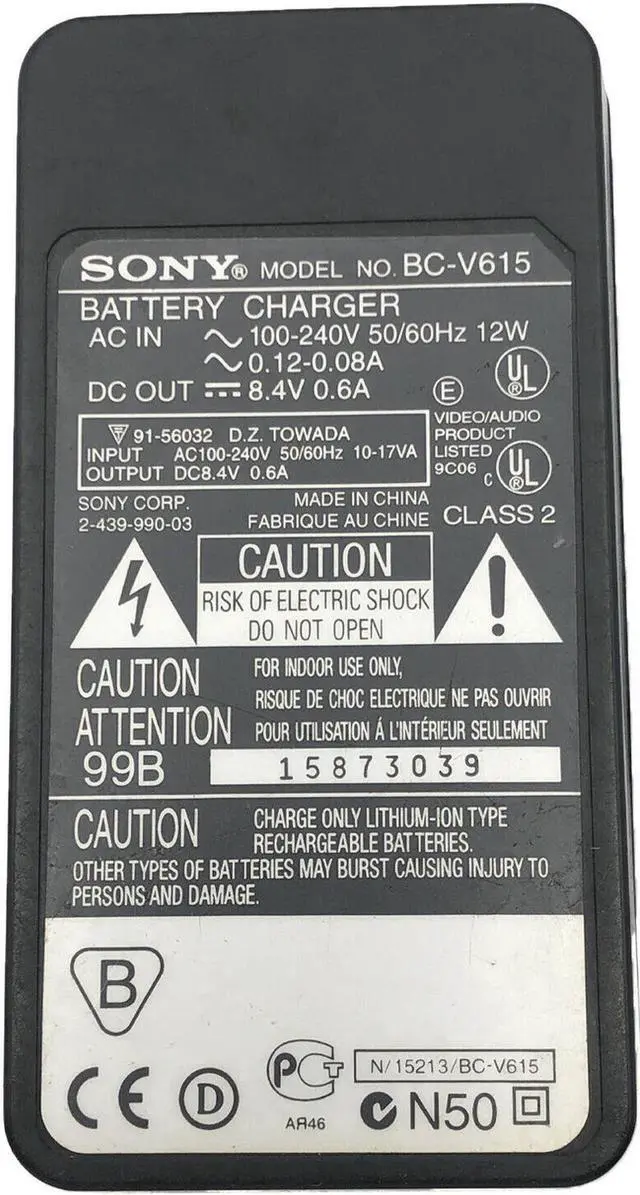 SONY® MODEL NO. BC-V615
BATTERY CHARGER
AC IN ∿ 100-240V 50/60Hz 12W
∿ 0.12-0.08A
DC OUT ⎓ 8.4V 0.6A
E
UL®
91-56032 D.Z. TOWADA
INPUT AC100-240V 50/60Hz 10-17VA
OUTPUT DC8.4V 0.6A
VIDEO/AUDIO
PRODUCT
LISTED
9C06
C UL®
SONY CORP. MADE IN CHINA
2-439-990-03 FABRIQUE AU CHINE CLASS 2
CAUTION
RISK OF ELECTRIC SHOCK
DO NOT OPEN
!
CAUTION FOR INDOOR USE ONLY,
RISQUE DE CHOC ELECTRIQUE NE PAS OUVRIR
ATTENTION POUR UTILISATION Á L'INTÉRIEUR SEULEMENT
99B 15873039
CAUTION CHARGE ONLY LITHIUM-ION TYPE
RECHARGEABLE BATTERIES.
OTHER TYPES OF BATTERIES MAY BURST CAUSING INJURY TO
PERSONS AND DAMAGE.
B
CE D PCT N/15213/BC-V615
АЯ46 N50